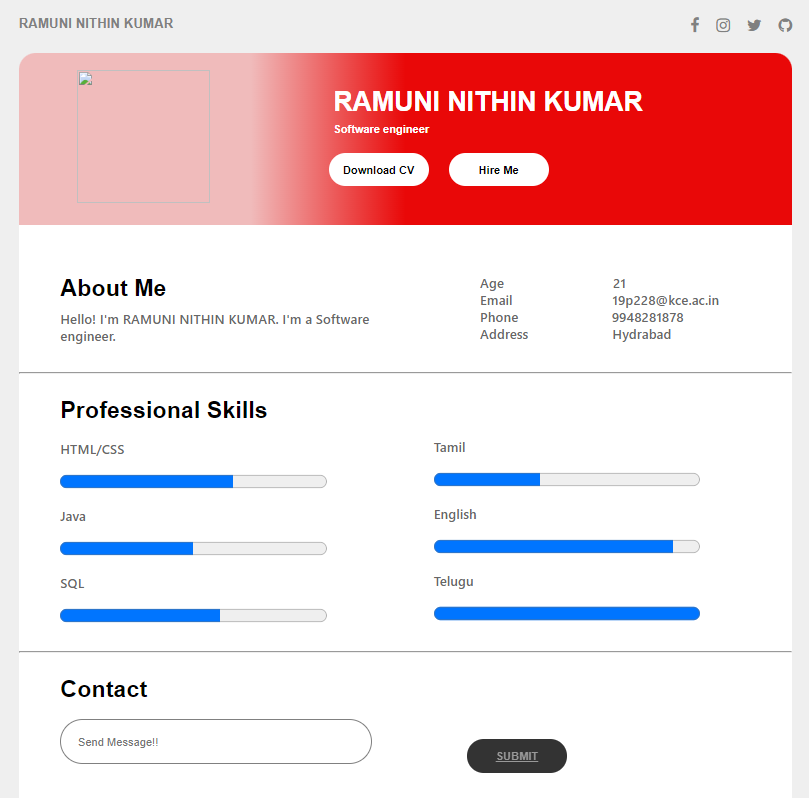 RAMUNI NITHIN KUMAR
RAMUNI NITHIN KUMAR
Software engineer
Download CV
Hire Me
About Me
Hello! I'm RAMUNI NITHIN KUMAR. I'm a Software
engineer.
Age 21
Email 19p228@kce.ac.in
Phone 9948281878
Address Hydrabad
Professional Skills
HTML/CSS
Java
SQL
Tamil
English
Telugu
Contact
Send Message!!
SUBMIT